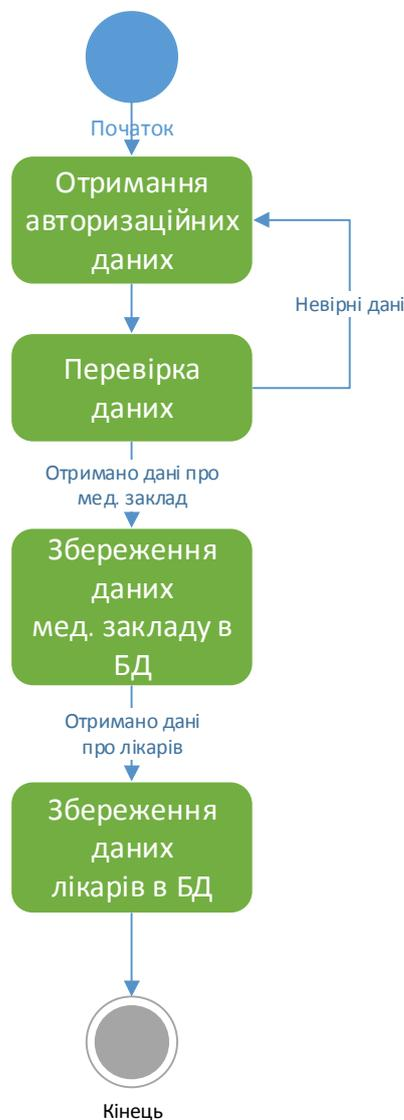 Початок
Отримання
авторизаційних
даних
Невірні дані
Перевірка
даних
Отримано дані про
мед. заклад
Збереження
даних
мед. закладу в
БД
Отримано дані
про лікарів
Збереження
даних
лікарів в БД
Кінець